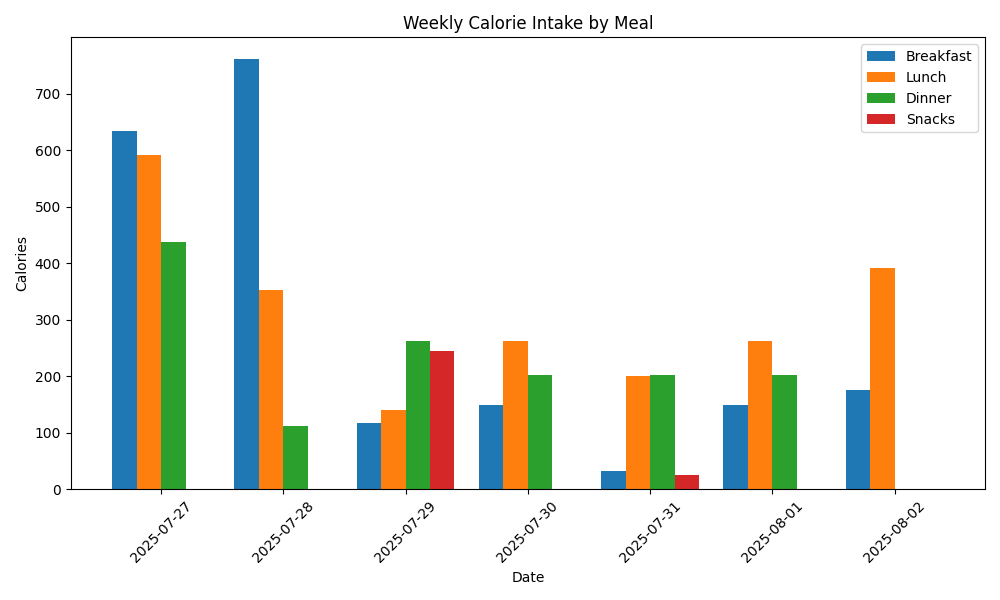 Weekly Calorie Intake by Meal
Breakfast
Lunch
Dinner
Snacks
Calories
700
600
500
400
300
200
100
0
2025-07-27
2025-07-28
2025-07-29
2025-07-30
2025-07-31
2025-08-01
2025-08-02
Date